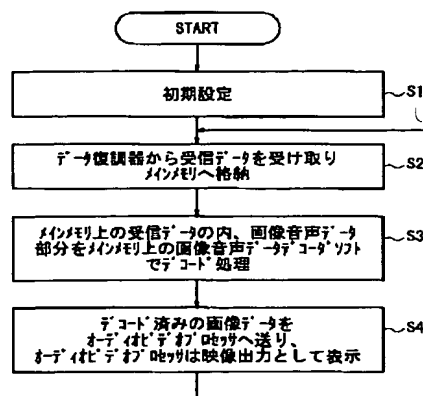 START
初期設定
S1
データ復調器から受信データを受け取り
メインメモリへ格納
S2
メインメモリ上の受信データの内、画像音声データ
部分をメインメモリ上の画像音声データデコーダソフト
でデコード処理
S3
デコード済みの画像データを
オーディオビデオプロセッサへ送り、
オーディオビデオプロセッサは映像出力として表示
S4